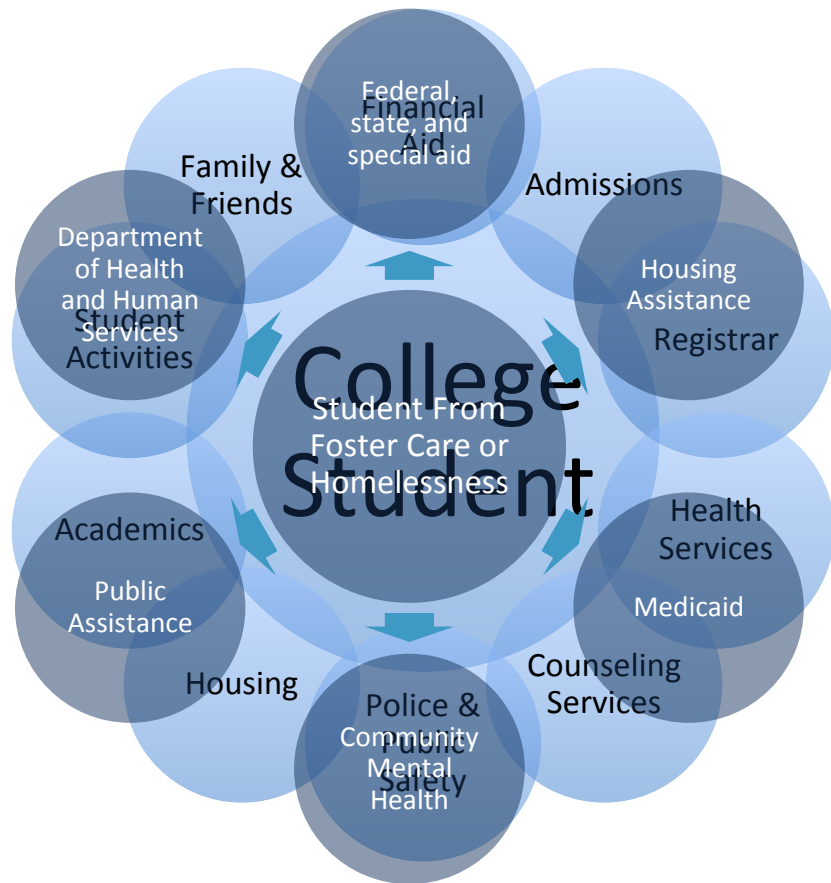 Federal,
state, and
special aid
Financial
Aid
Family &
Friends
Admissions
Department
of Health
and Human
Services
Student
Activities
Housing
Assistance
Registrar
College
Student
Student From
Foster Care or
Homelessness
Academics
Public
Assistance
Health
Services
Medicaid
Housing
Counseling
Services
Police &
Public
Safety
Community
Mental
Health